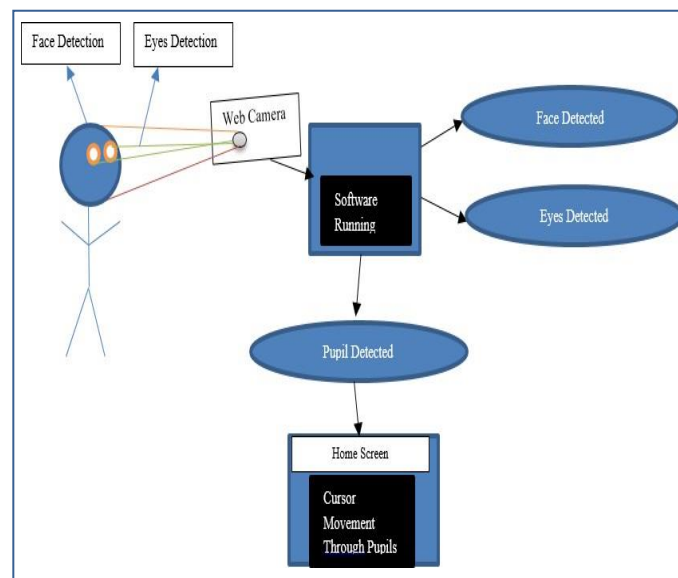 Face Detection
Eyes Detection
Web Camera
Face Detected
Software
Running
Eyes Detected
Pupil Detected
Home Screen
Cursor
Movement
Through Pupils